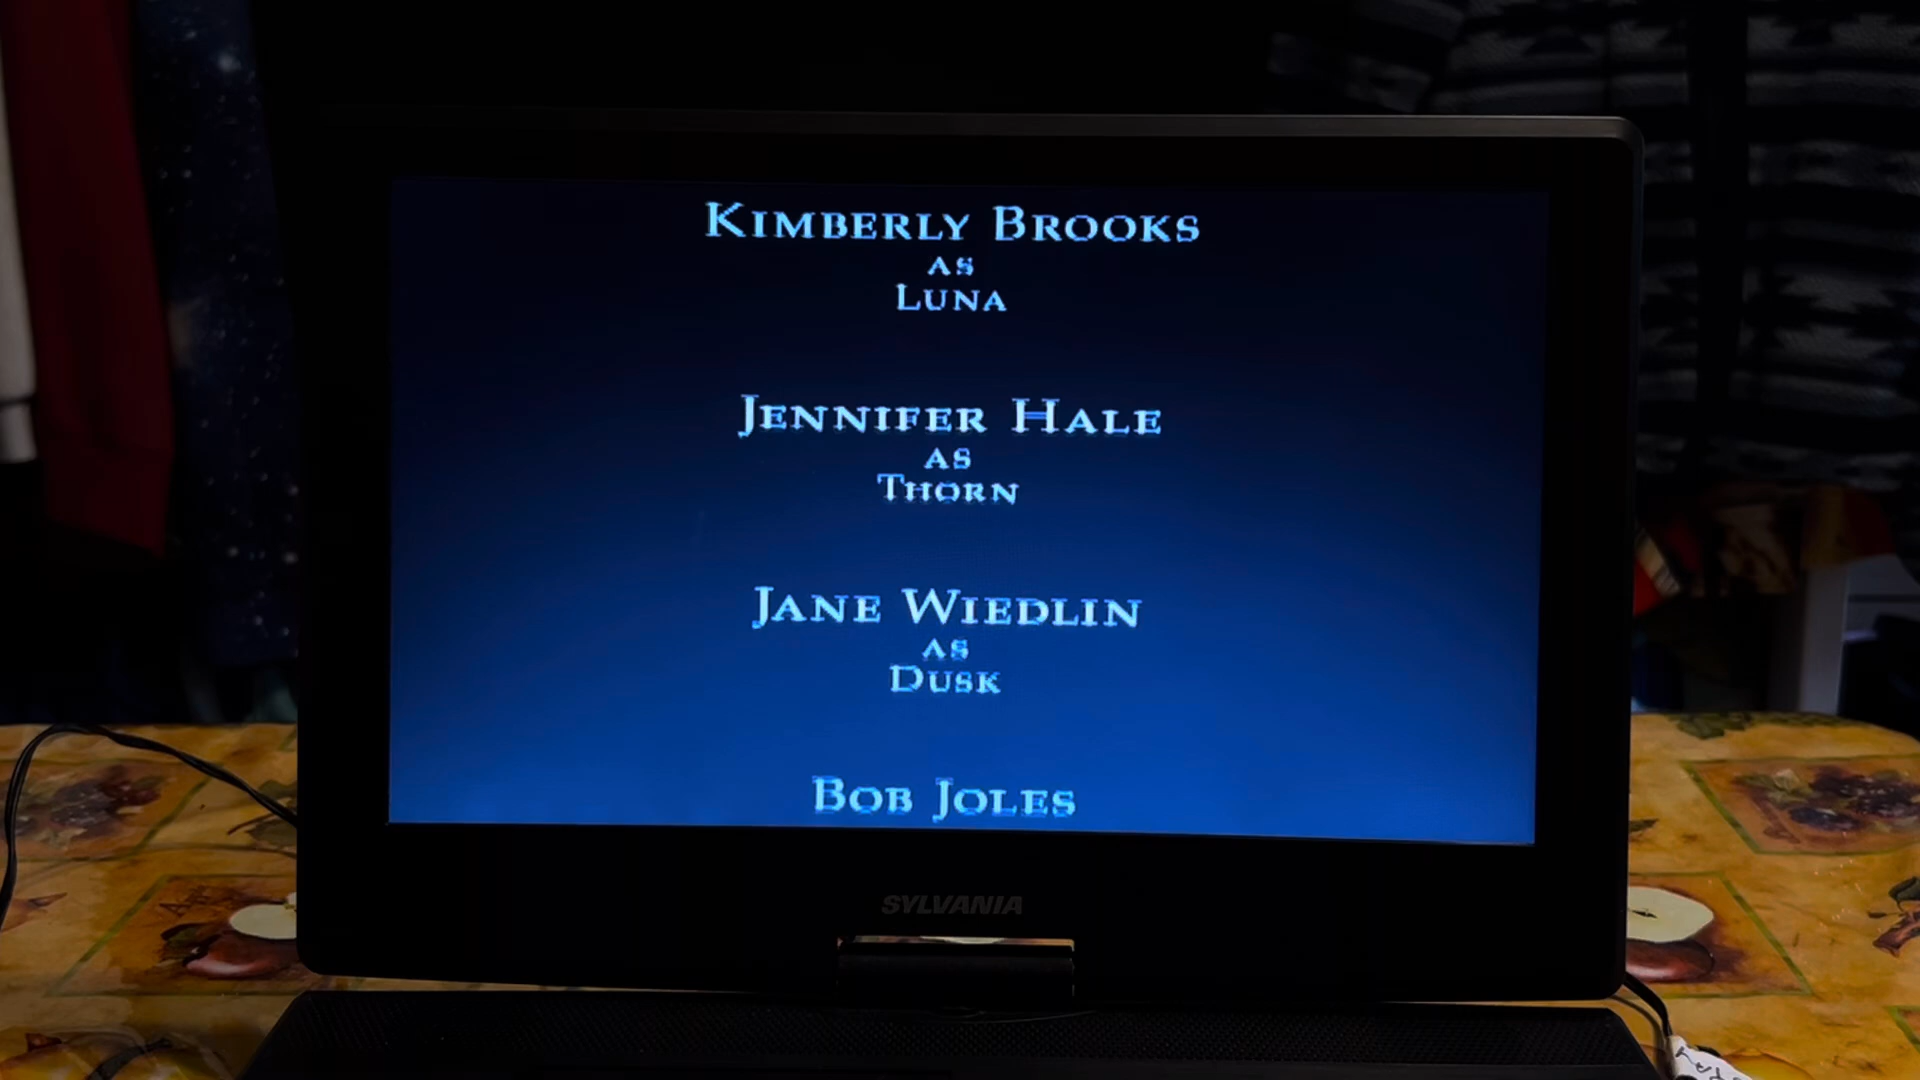 KIMBERLY BROOKS
AS
LUNA
JENNIFER HALE
AS
THORN
JANE WIEDLIN
AS
DUSK
BOB JOLES
SYLVANIA